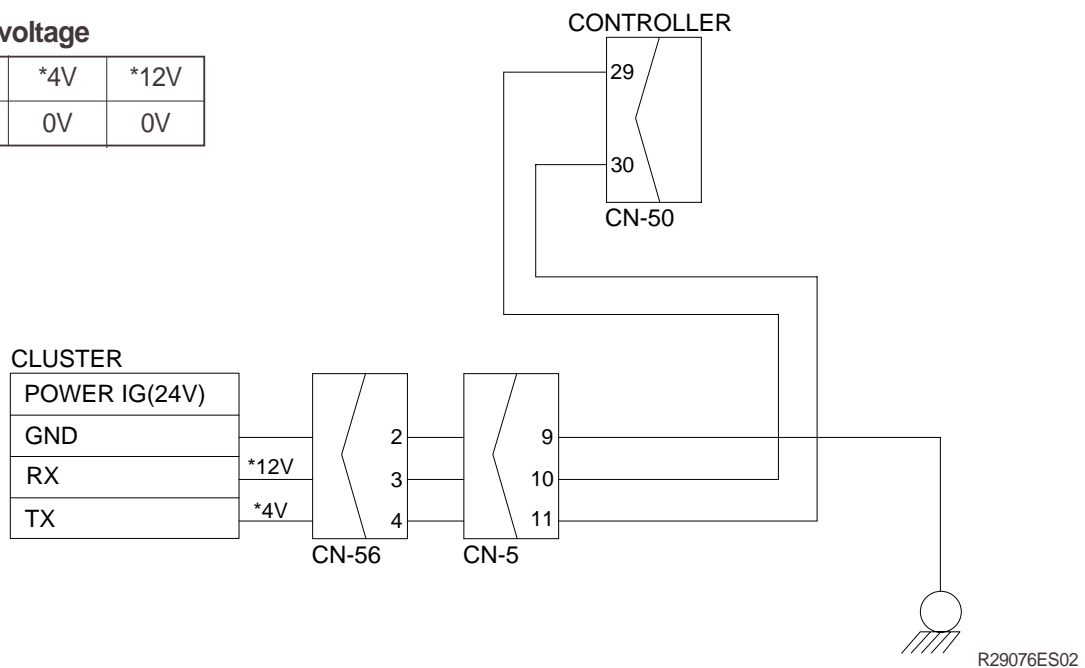 voltage
*4V *12V
0V 0V
CONTROLLER
29
30
CN-50
CLUSTER
POWER IG(24V)
GND
RX
TX
*12V
*4V
2
3
4
CN-56
9
10
11
CN-5
R29076ES02